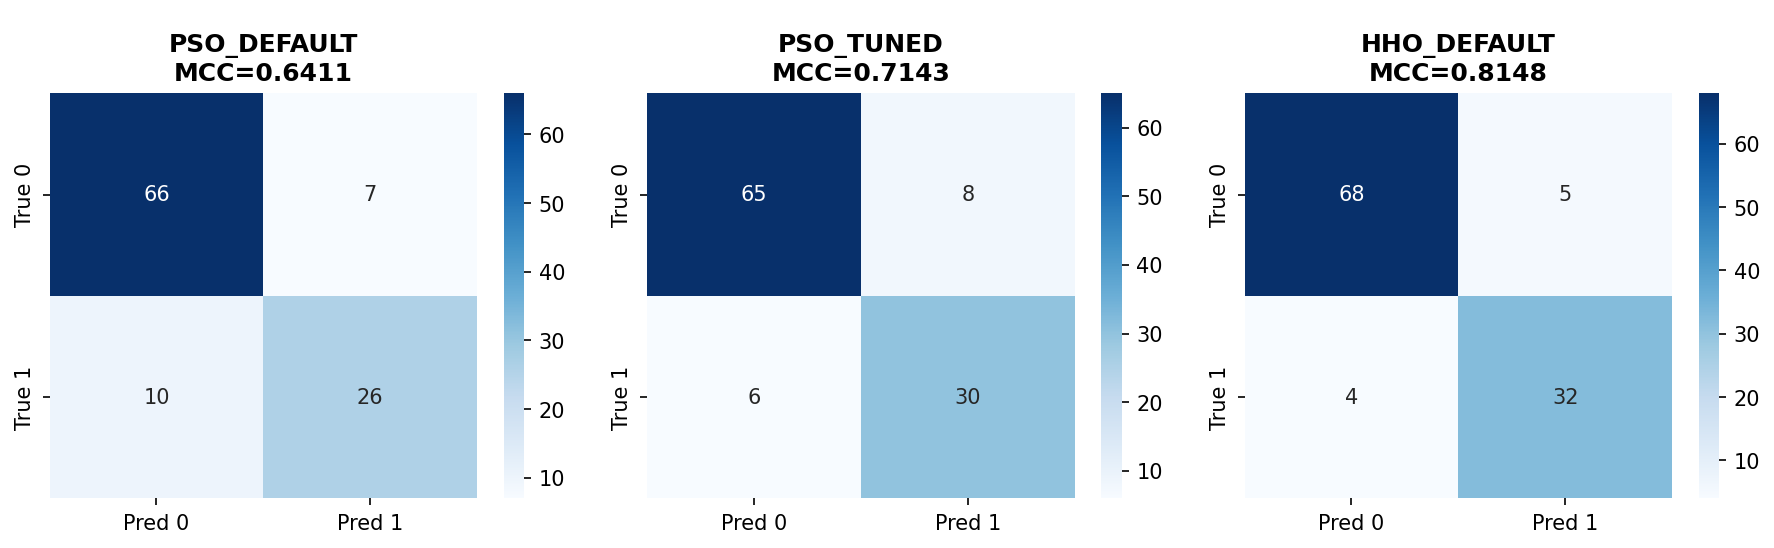 PSO_DEFAULT
MCC=0.6411
True 0
True 1
66
7
10
26
Pred 0
Pred 1
60
50
40
30
20
10
PSO_TUNED
MCC=0.7143
True 0
True 1
65
8
6
30
Pred 0
Pred 1
60
50
40
30
20
10
HHO_DEFAULT
MCC=0.8148
True 0
True 1
68
5
4
32
Pred 0
Pred 1
60
50
40
30
20
10